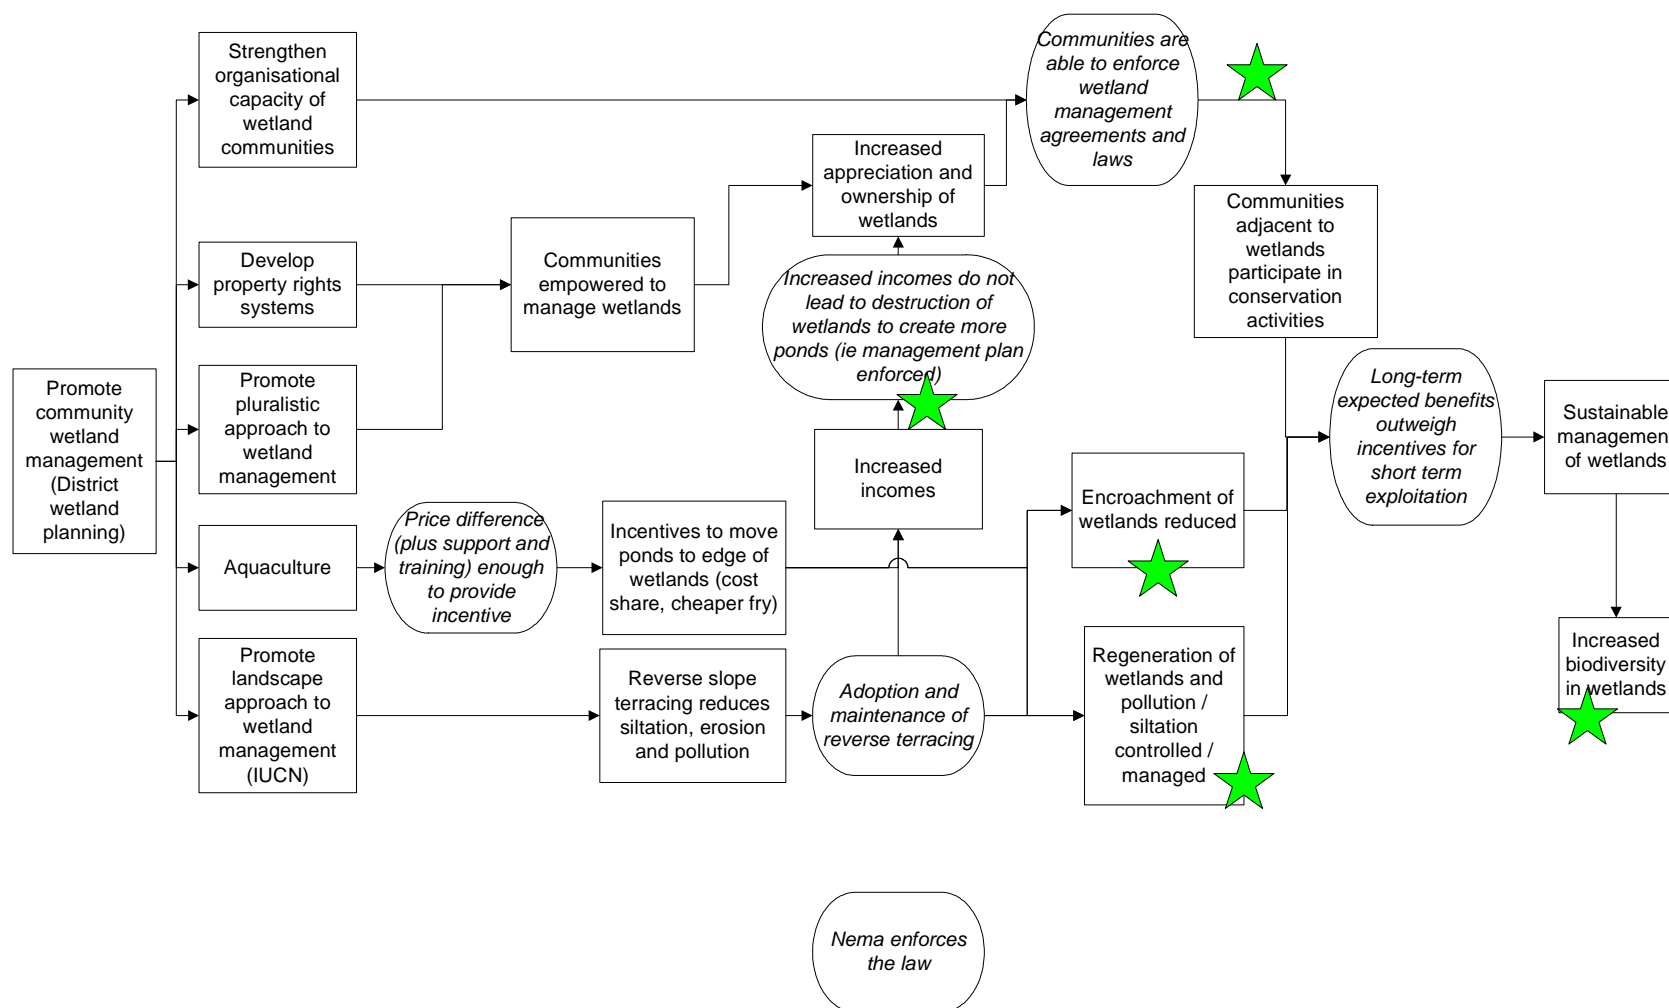 Strengthen
organisational
capacity of
wetland
communities
Communities are
able to enforce
wetland
management
agreements and
laws
Increased
appreciation and
ownership of
wetlands
Communities
adjacent to
wetlands
participate in
conservation
activities
Develop
property rights
systems
Communities
empowered to
manage wetlands
Increased incomes do not
lead to destruction of
wetlands to create more
ponds (ie management plan
enforced)
Promote
community
wetland
management
(District
wetland
planning)
Promote
pluralistic
approach to
wetland
management
Long-term
expected benefits
outweigh
incentives for
short term
exploitation
Sustainable
management
of wetlands
Increased
incomes
Encroachment of
wetlands reduced
Aquaculture
Price difference
(plus support and
training) enough
to provide
incentive
Incentives to move
ponds to edge of
wetlands (cost
share, cheaper fry)
Increased
biodiversity
in wetlands
Promote
landscape
approach to
wetland
management
(IUCN)
Reverse slope
terracing reduces
siltation, erosion
and pollution
Adoption and
maintenance of
reverse terracing
Regeneration of
wetlands and
pollution /
siltation
controlled /
managed
Nema enforces
the law